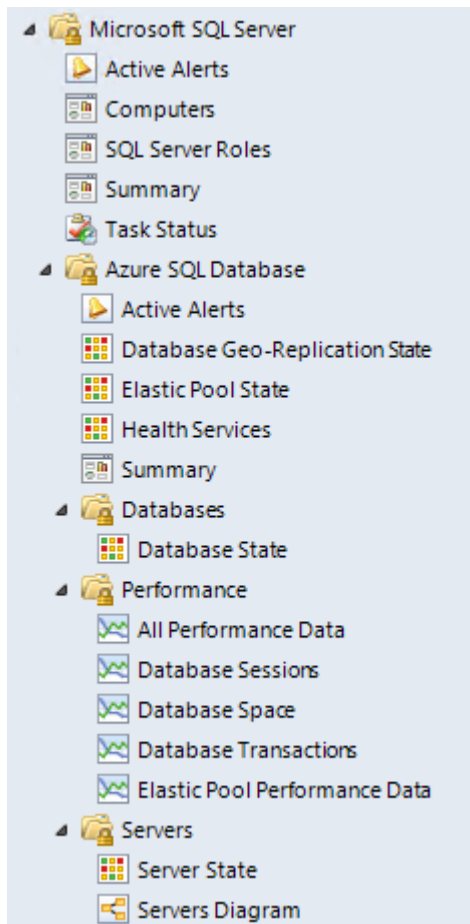 Microsoft SQL Server
Active Alerts
Computers
SQL Server Roles
Summary
Task Status
Azure SQL Database
Active Alerts
Database Geo-Replication State
Elastic Pool State
Health Services
Summary
Databases
Database State
Performance
All Performance Data
Database Sessions
Database Space
Database Transactions
Elastic Pool Performance Data
Servers
Server State
Servers Diagram